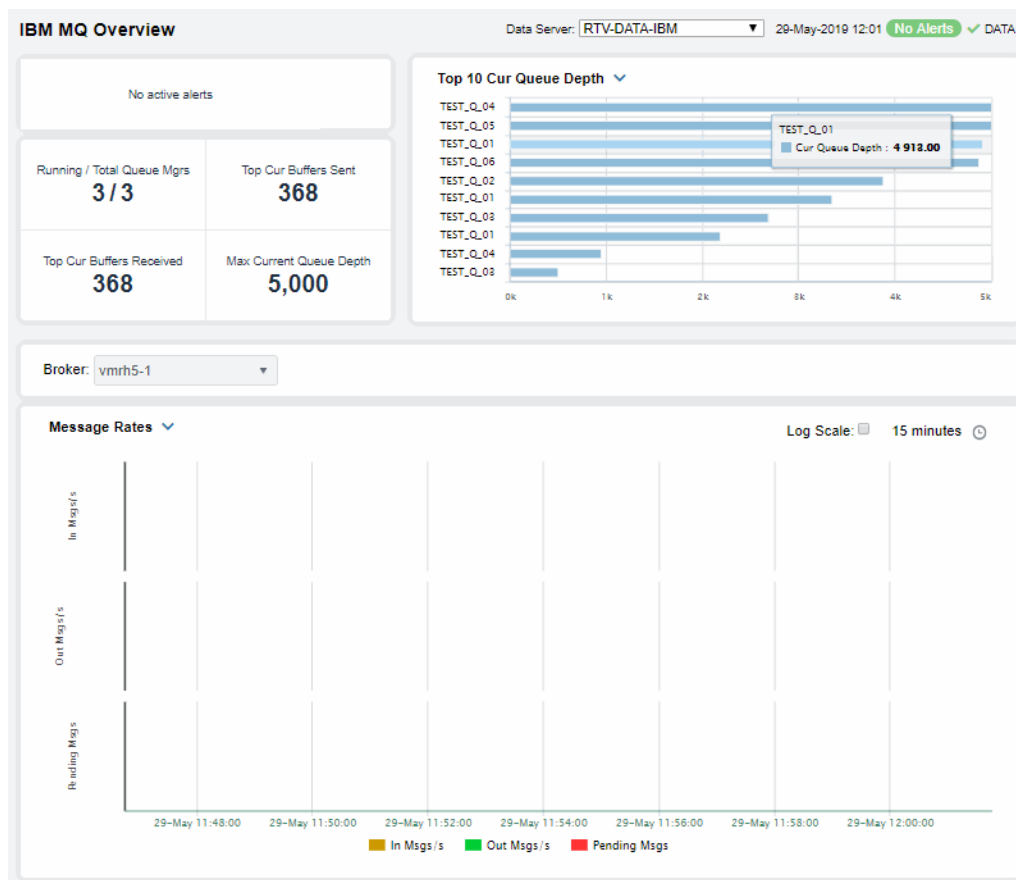 IBM MQ Overview
Data Server: RTV-DATA-IBM 29-May-2019 12:01 No Alerts DATA
No active alerts
Running / Total Queue Mgrs
3 / 3
Top Cur Buffers Sent
368
Top Cur Buffers Received
368
Max Current Queue Depth
5,000
Top 10 Cur Queue Depth
TEST_Q_04
TEST_Q_05
TEST_Q_01
TEST_Q_06
TEST_Q_02
TEST_Q_01
TEST_Q_03
TEST_Q_01
TEST_Q_04
TEST_Q_03
TEST_Q_01
Cur Queue Depth : 4 913.00
0k 1k 2k 3k 4k 5k
Broker: vmrh5-1
Message Rates
Log Scale: 15 minutes
In Msgs/s
Out Msgs/s
Pending Msgs
29-May 11:48:00 29-May 11:50:00 29-May 11:52:00 29-May 11:54:00 29-May 11:56:00 29-May 11:58:00 29-May 12:00:00
In Msgs/s Out Msgs/s Pending Msgs